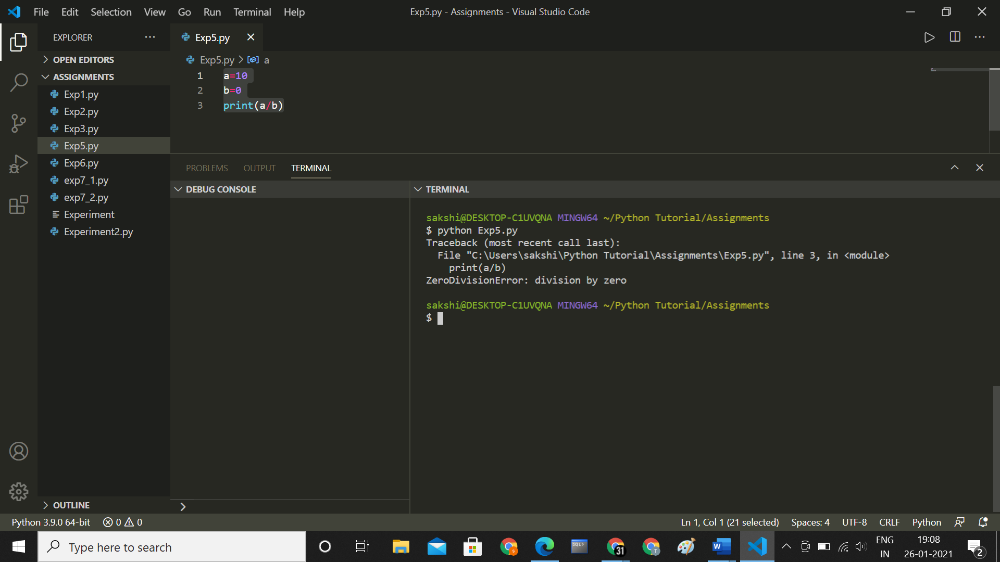 File Edit Selection View Go Run Terminal Help
Exp5.py - Assignments - Visual Studio Code
EXPLORER
OPEN EDITORS
ASSIGNMENTS
Exp1.py
Exp2.py
Exp3.py
Exp5.py
Exp6.py
exp7_1.py
exp7_2.py
Experiment
Experiment2.py
OUTLINE
Exp5.py
Exp5.py > a
1 a=10
2 b=0
3 print(a/b)
PROBLEMS OUTPUT TERMINAL
DEBUG CONSOLE
TERMINAL
sakshi@DESKTOP-C1UVQNA MINGW64 ~/Python Tutorial/Assignments
$ python Exp5.py
Traceback (most recent call last):
File "C:\Users\sakshi\Python Tutorial\Assignments\Exp5.py", line 3, in <module>
print(a/b)
ZeroDivisionError: division by zero
sakshi@DESKTOP-C1UVQNA MINGW64 ~/Python Tutorial/Assignments
$
Python 3.9.0 64-bit 0 0
Ln 1, Col 1 (21 selected) Spaces: 4 UTF-8 CRLF Python
Type here to search
S
SQL>
31
T
W
ENG
IN
19:08
26-01-2021
2